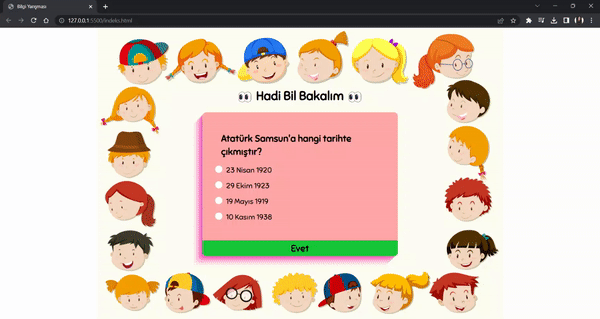 Bilgi Yarışması
127.0.0.1:5500/indeks.html
👀 Hadi Bil Bakalım 👀
Atatürk Samsun'a hangi tarihte
çıkmıştır?
23 Nisan 1920
29 Ekim 1923
19 Mayıs 1919
10 Kasım 1938
Evet